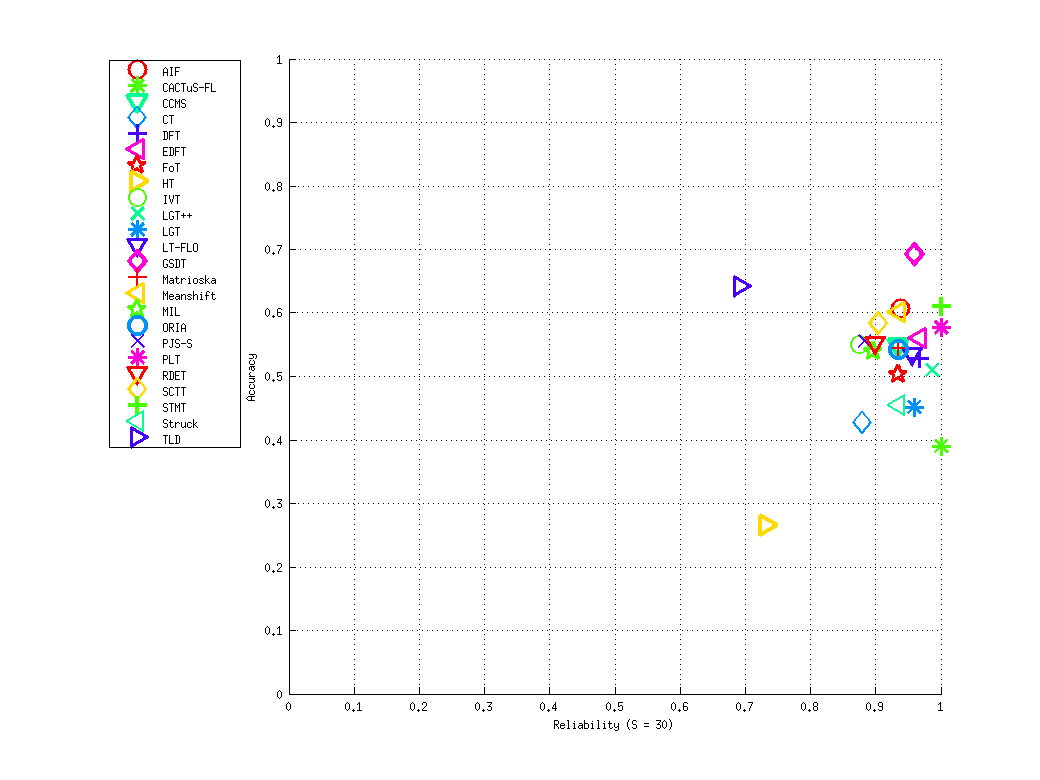 AIF
CACTuS-FL
CCMS
CT
DFT
EDFT
FoT
HT
IVT
LGT++
LGT
LT-FLO
GSDT
Matrioska
Meanshift
MIL
ORIA
PJS-S
PLT
RDET
SCTT
STMT
Struck
TLD
1
0.9
0.8
0.7
0.6
0.5
0.4
0.3
0.2
0.1
0
Accuracy
0 0.1 0.2 0.3 0.4 0.5 0.6 0.7 0.8 0.9 1
Reliability (S = 30)